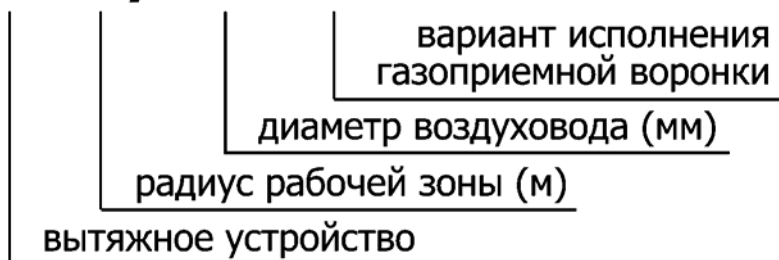 вариант исполнения
газоприемной воронки
диаметр воздуховода (мм)
радиус рабочей зоны (м)
вытяжное устройство